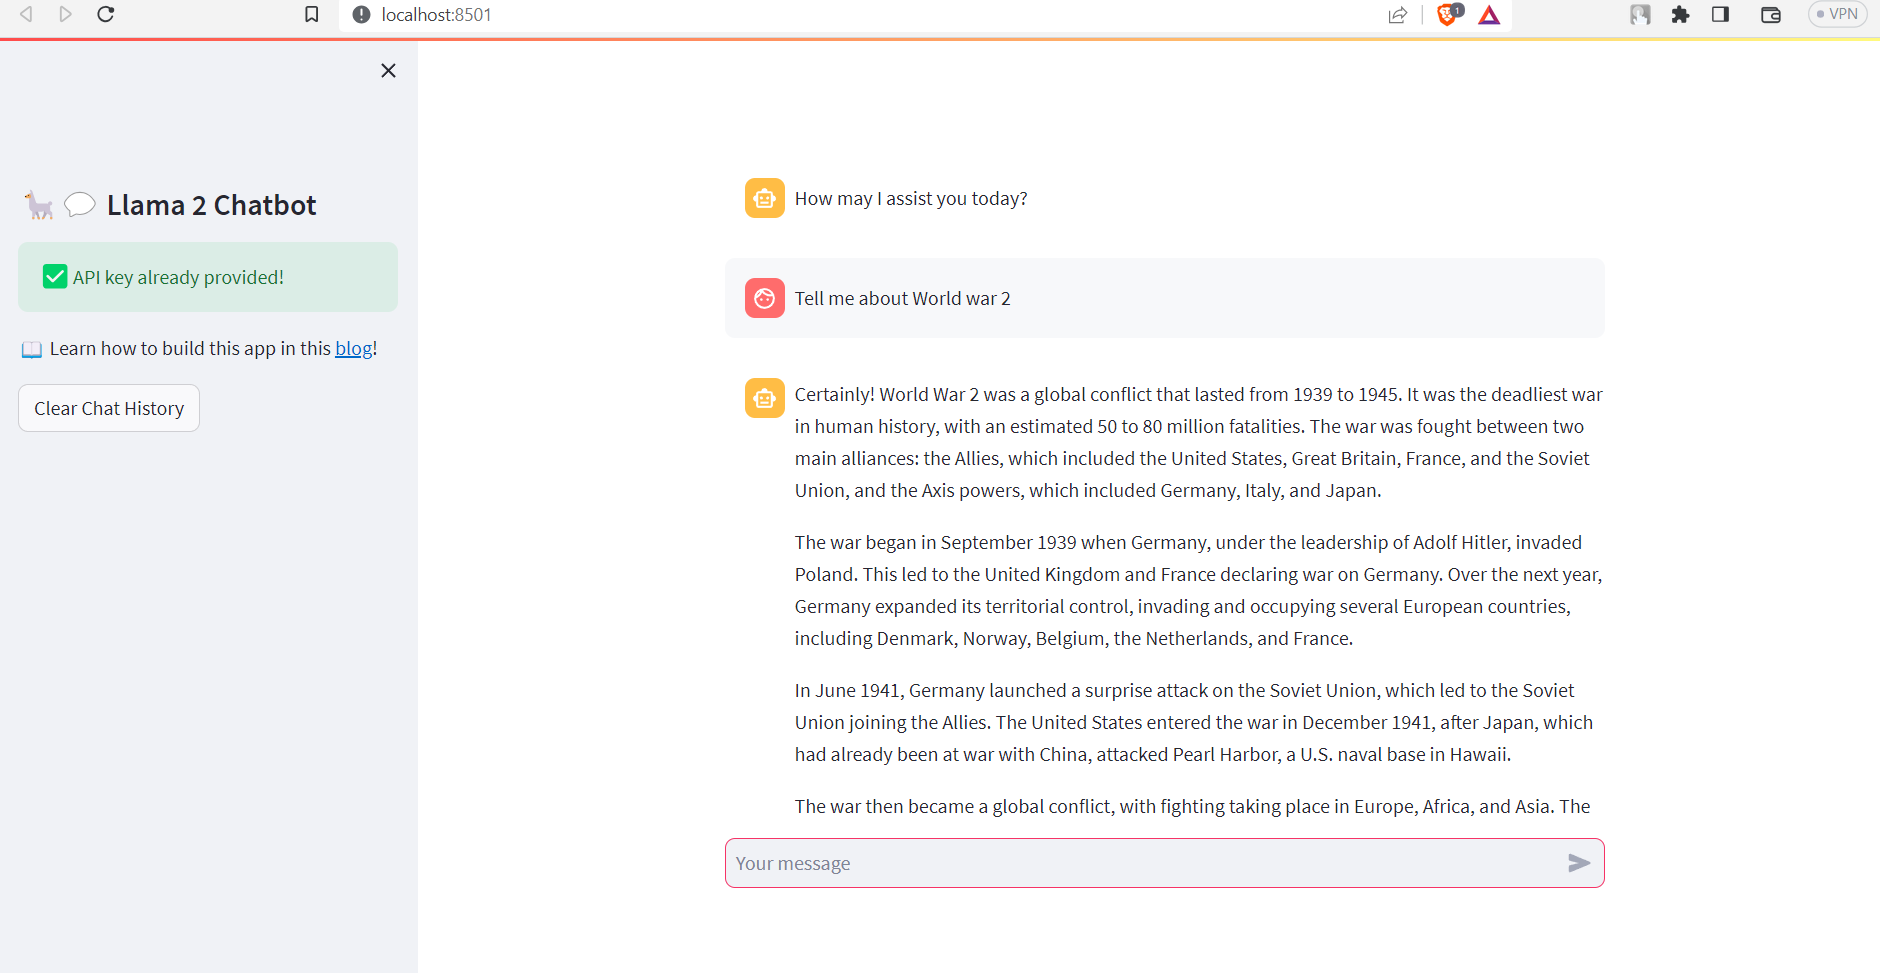 localhost:8501
1
VPN
Llama 2 Chatbot
API key already provided!
Learn how to build this app in this blog!
Clear Chat History
How may I assist you today?
Tell me about World war 2
Certainly! World War 2 was a global conflict that lasted from 1939 to 1945. It was the deadliest war
in human history, with an estimated 50 to 80 million fatalities. The war was fought between two
main alliances: the Allies, which included the United States, Great Britain, France, and the Soviet
Union, and the Axis powers, which included Germany, Italy, and Japan.
The war began in September 1939 when Germany, under the leadership of Adolf Hitler, invaded
Poland. This led to the United Kingdom and France declaring war on Germany. Over the next year,
Germany expanded its territorial control, invading and occupying several European countries,
including Denmark, Norway, Belgium, the Netherlands, and France.
In June 1941, Germany launched a surprise attack on the Soviet Union, which led to the Soviet
Union joining the Allies. The United States entered the war in December 1941, after Japan, which
had already been at war with China, attacked Pearl Harbor, a U.S. naval base in Hawaii.
The war then became a global conflict, with fighting taking place in Europe, Africa, and Asia. The
Your message